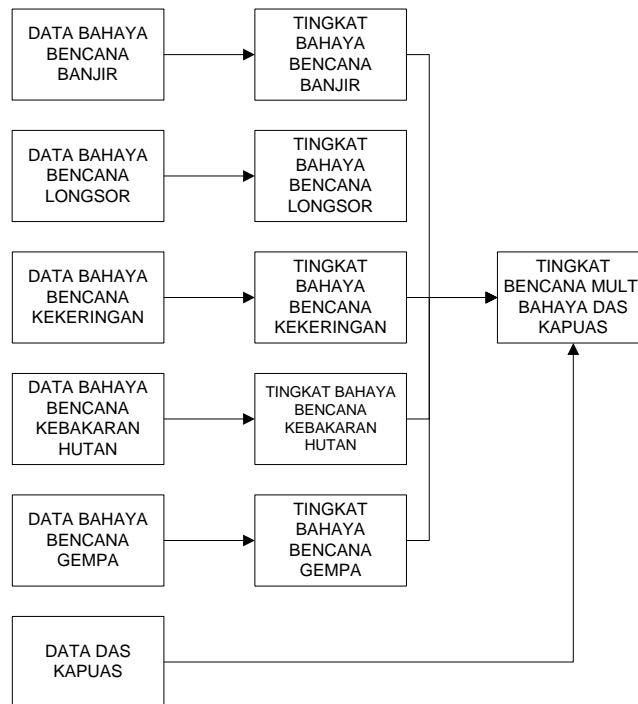 DATA BAHAYA
BENCANA
BANJIR
TINGKAT
BAHAYA
BENCANA
BANJIR
DATA BAHAYA
BENCANA
LONGSOR
TINGKAT
BAHAYA
BENCANA
LONGSOR
DATA BAHAYA
BENCANA
KEKERINGAN
TINGKAT
BAHAYA
BENCANA
KEKERINGAN
TINGKAT
BENCANA MULT
BAHAYA DAS
KAPUAS
DATA BAHAYA
BENCANA
KEBAKARAN
HUTAN
TINGKAT BAHAYA
BENCANA
KEBAKARAN
HUTAN
DATA BAHAYA
BENCANA
GEMPA
TINGKAT
BAHAYA
BENCANA
GEMPA
DATA DAS
KAPUAS